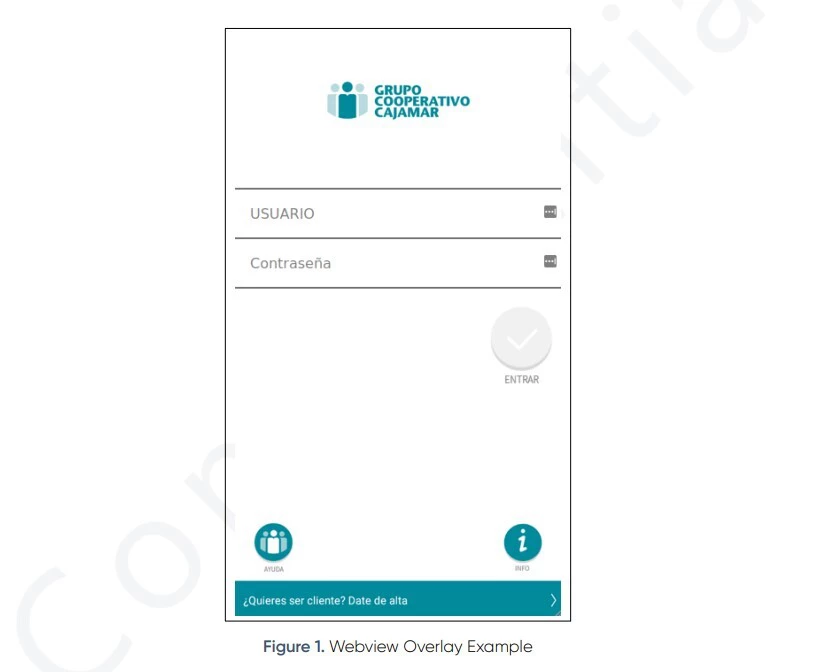 GRUPO
COOPERATIVO
CAJAMAR
USUARIO
Contraseña
ENTRAR
AYUDA
INFO
¿Quieres ser cliente? Date de alta
Figure 1. Webview Overlay Example